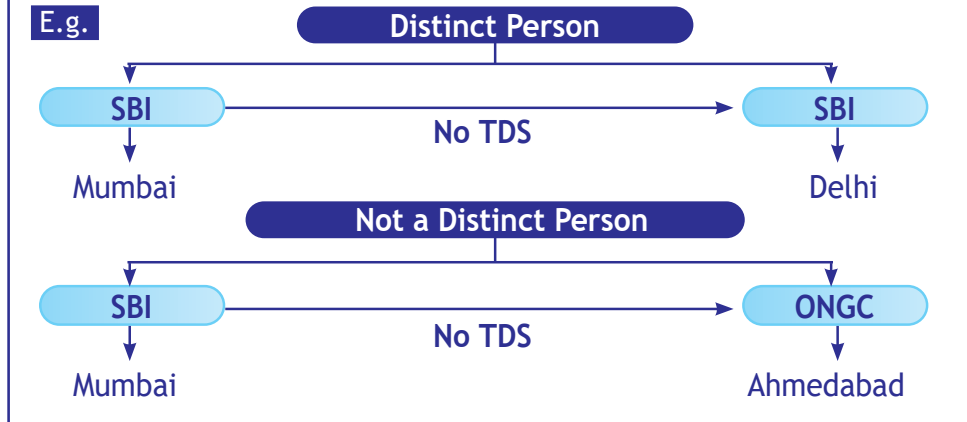 E.g.
Distinct Person
SBI
SBI
No TDS
Mumbai
Delhi
Not a Distinct Person
SBI
ONGC
No TDS
Mumbai
Ahmedabad